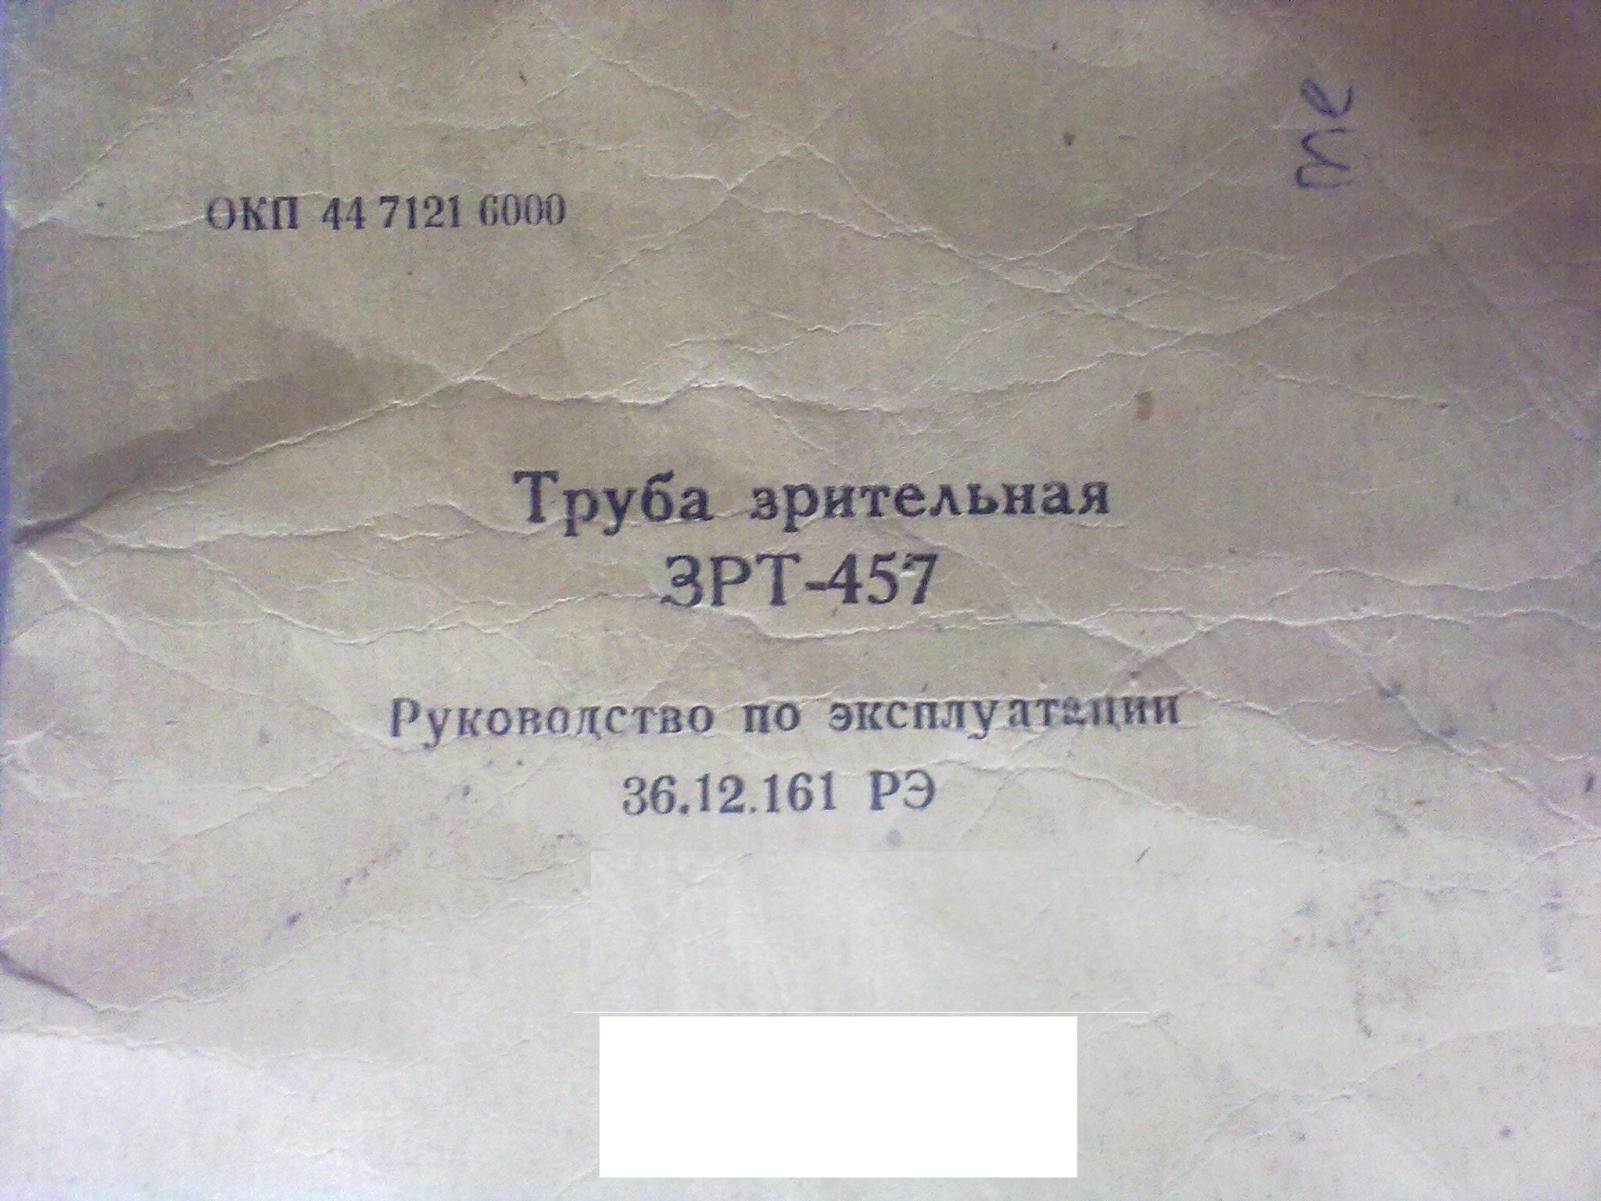 ОКП 44 7121 6000
Труба зрительная
ЗРТ-457
Руководство по эксплуатации
36.12.161 РЭ